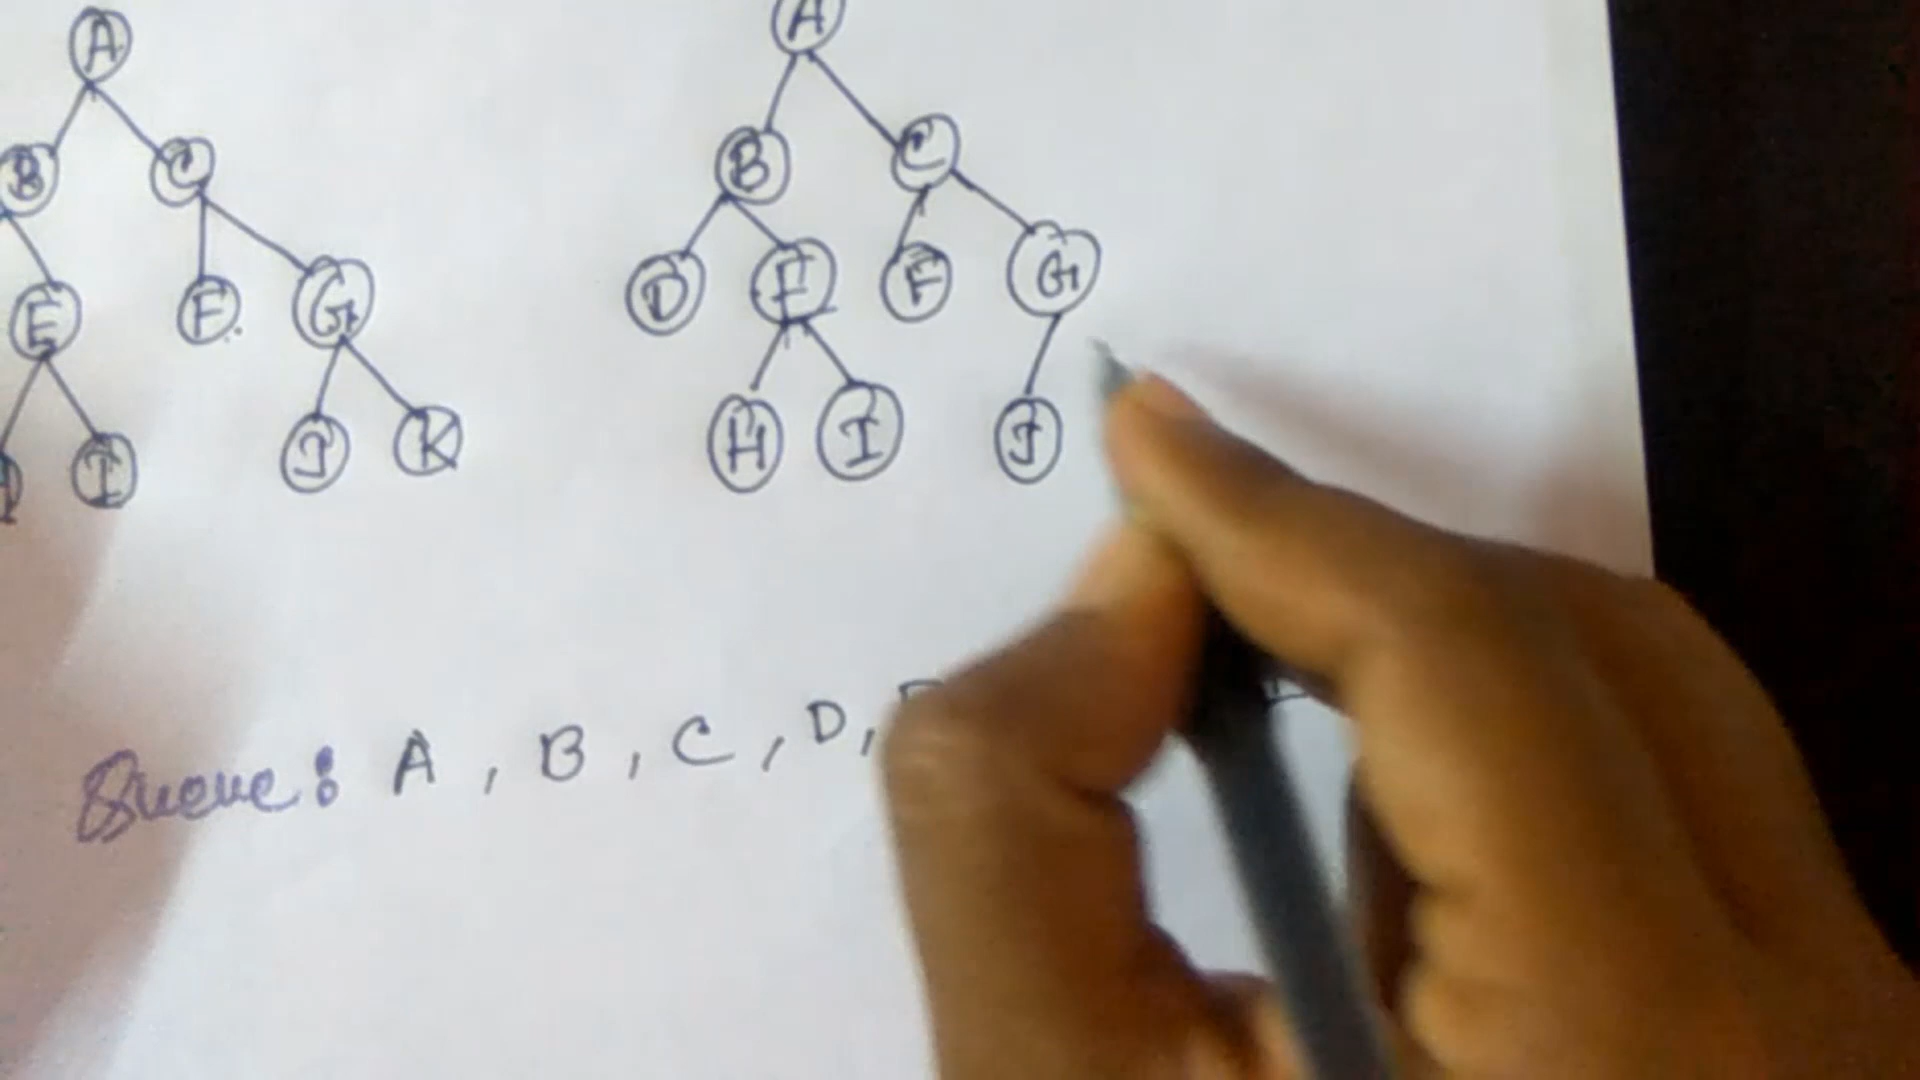 A A
B C B C
E F G D E F G
I J K H I J
Queue: A , B , C , D ,